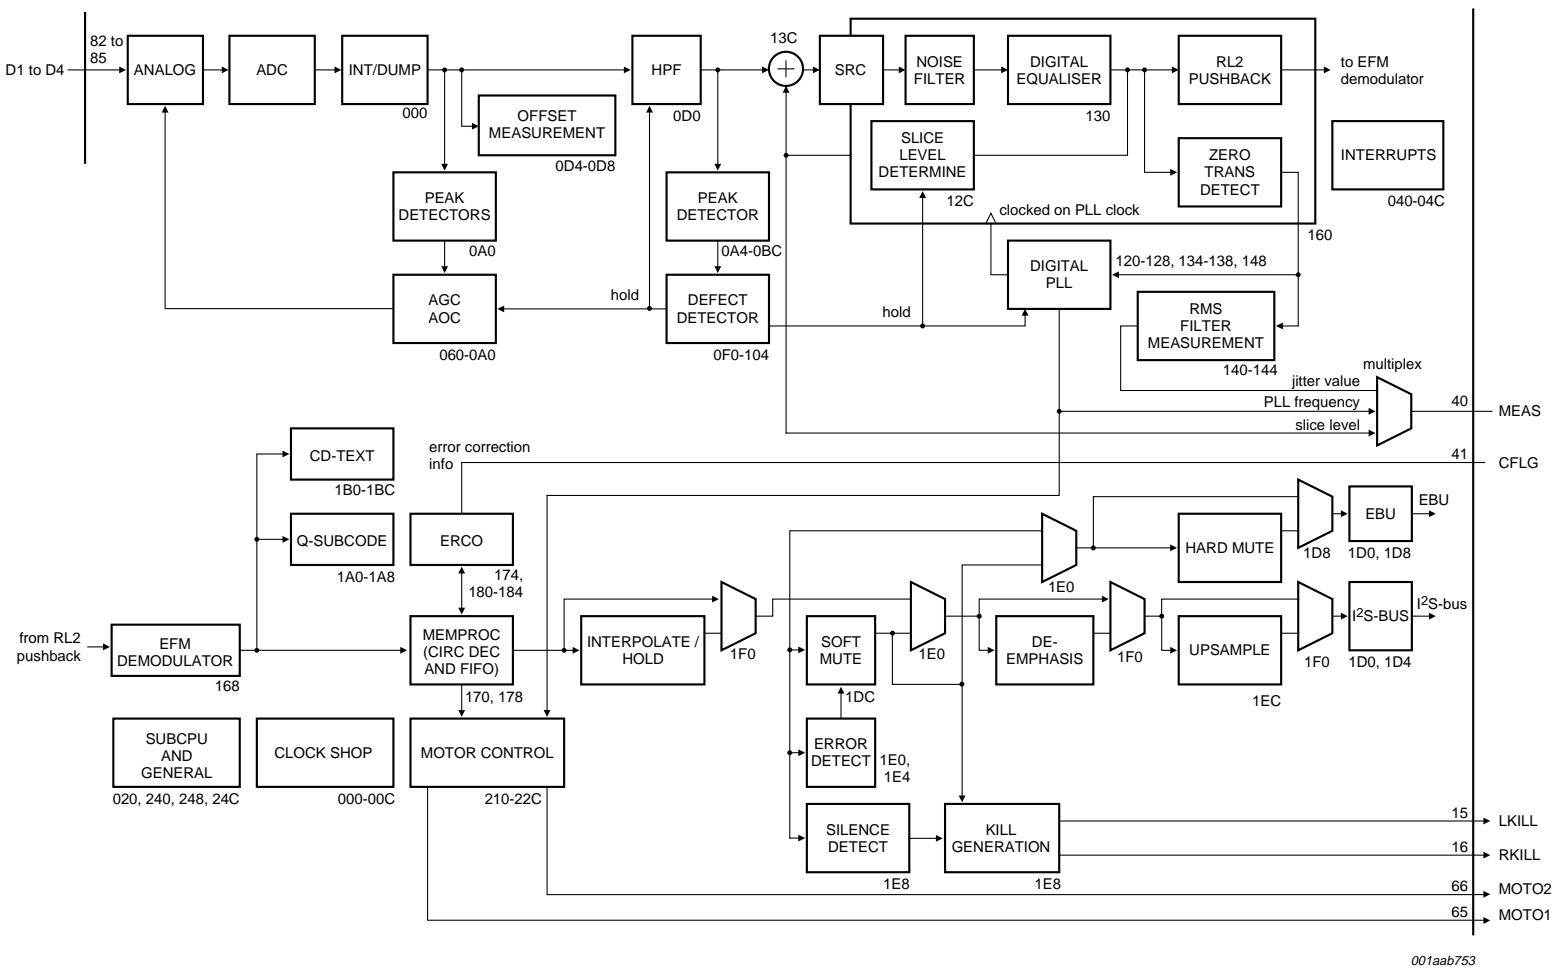 82 to
85
D1 to D4
ANALOG
ADC
INT/DUMP
000
OFFSET
MEASUREMENT
0D4-0D8
HPF
0D0
13C
+
SRC
NOISE
FILTER
DIGITAL
EQUALISER
130
RL2
PUSHBACK
to EFM
demodulator
SLICE
LEVEL
DETERMINE
12C
ZERO
TRANS
DETECT
INTERRUPTS
040-04C
clocked on PLL clock
160
PEAK
DETECTORS
0A0
PEAK
DETECTOR
0A4-0BC
AGC
AOC
060-0A0
hold
DEFECT
DETECTOR
0F0-104
hold
DIGITAL
PLL
120-128, 134-138, 148
RMS
FILTER
MEASUREMENT
140-144
multiplex
jitter value
PLL frequency
slice level
40
MEAS
41
CFLG
CD-TEXT
1B0-1BC
error correction
info
Q-SUBCODE
1A0-1A8
ERCO
174,
180-184
from RL2
pushback
EFM
DEMODULATOR
168
MEMPROC
(CIRC DEC
AND FIFO)
170, 178
INTERPOLATE /
HOLD
1F0
SOFT
MUTE
1DC
1E0
1E0
DE-
EMPHASIS
1F0
HARD MUTE
1D8
EBU
1D0, 1D8
EBU
UPSAMPLE
1EC
1F0
I2S-BUS
1D0, 1D4
I2S-bus
SUBCPU
AND
GENERAL
020, 240, 248, 24C
CLOCK SHOP
000-00C
MOTOR CONTROL
210-22C
ERROR
DETECT
1E0,
1E4
SILENCE
DETECT
1E8
KILL
GENERATION
1E8
15
LKILL
16
RKILL
66
MOTO2
65
MOTO1
001aab753